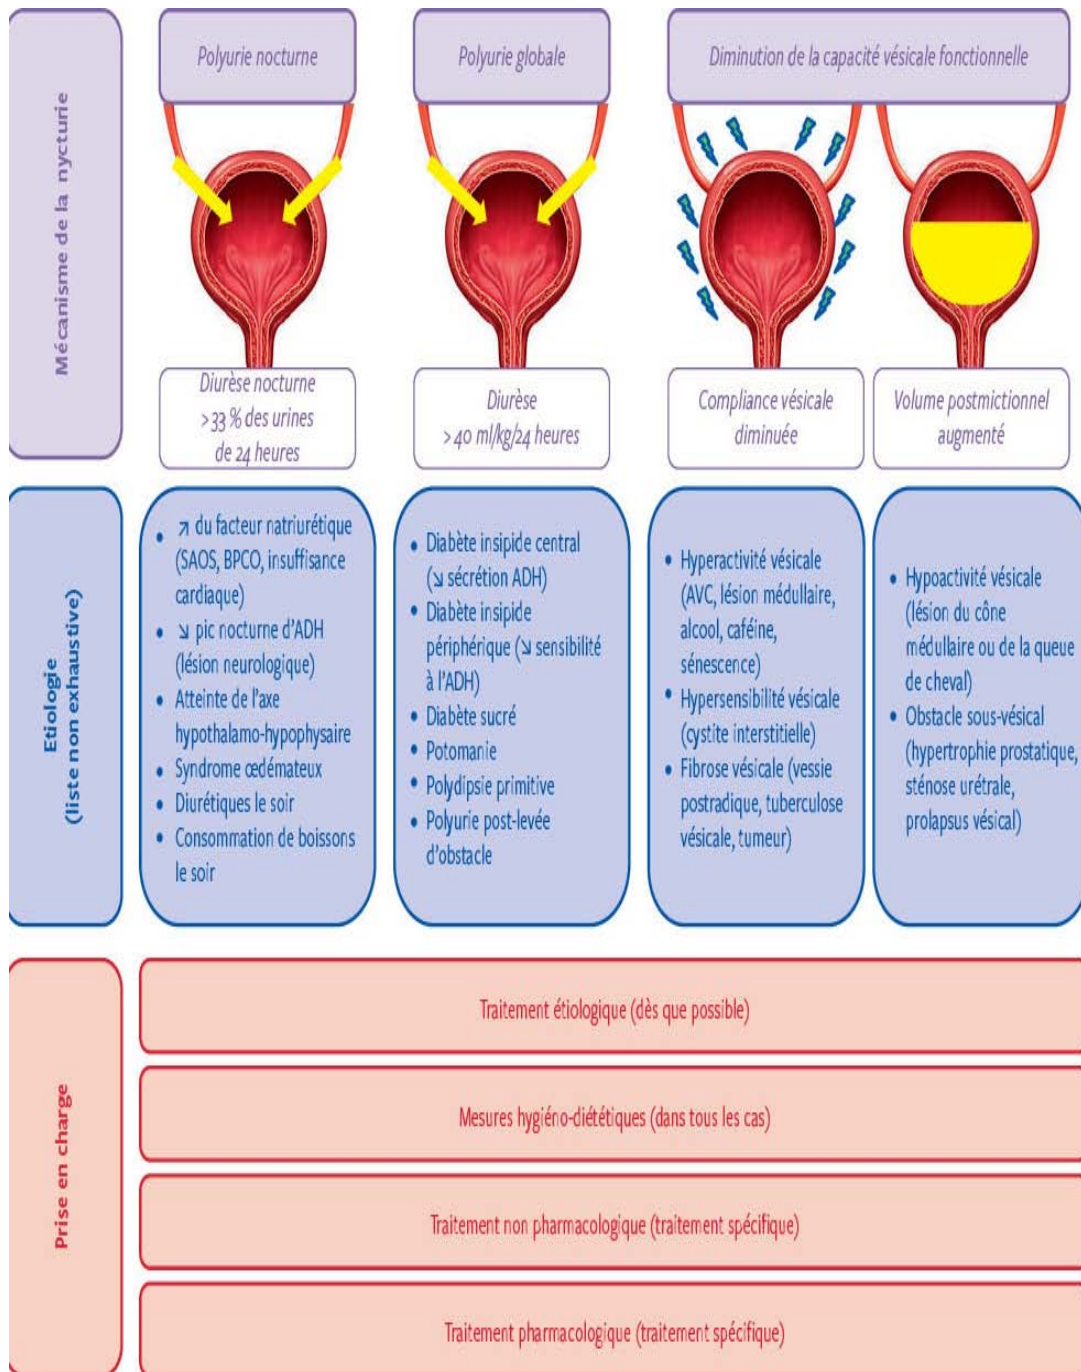 Mécanisme de la nycturie
Polyurie nocturne
Polyurie globale
Diminution de la capacité vésicale fonctionnelle
Diurèse nocturne
> 33 % des urines
de 24 heures
Diurèse
> 40 ml/kg/24 heures
Compliance vésicale
diminuée
Volume postmictionnel
augmenté
Etiologie
(liste non exhaustive)
• ↗ du facteur natriurétique
(SAOS, BPCO, insuffisance
cardiaque)
• ↘ pic nocturne d'ADH
(lésion neurologique)
• Atteinte de l'axe
hypothalamo-hypophysaire
• Syndrome œdémateux
• Diurétiques le soir
• Consommation de boissons
le soir
• Diabète insipide central
(↘ sécrétion ADH)
• Diabète insipide
périphérique (↘ sensibilité
à l'ADH)
• Diabète sucré
• Potomanie
• Polydipsie primitive
• Polyurie post-levée
d'obstacle
• Hyperactivité vésicale
(AVC, lésion médullaire,
alcool, caféine,
sénescence)
• Hypersensibilité vésicale
(cystite interstitielle)
• Fibrose vésicale (vessie
postradique, tuberculose
vésicale, tumeur)
• Hypoactivité vésicale
(lésion du cône
médullaire ou de la queue
de cheval)
• Obstacle sous-vésical
(hypertrophie prostatique,
sténose urétrale,
prolapsus vésical)
Prise en charge
Traitement étiologique (dès que possible)
Mesures hygiéno-diététiques (dans tous les cas)
Traitement non pharmacologique (traitement spécifique)
Traitement pharmacologique (traitement spécifique)